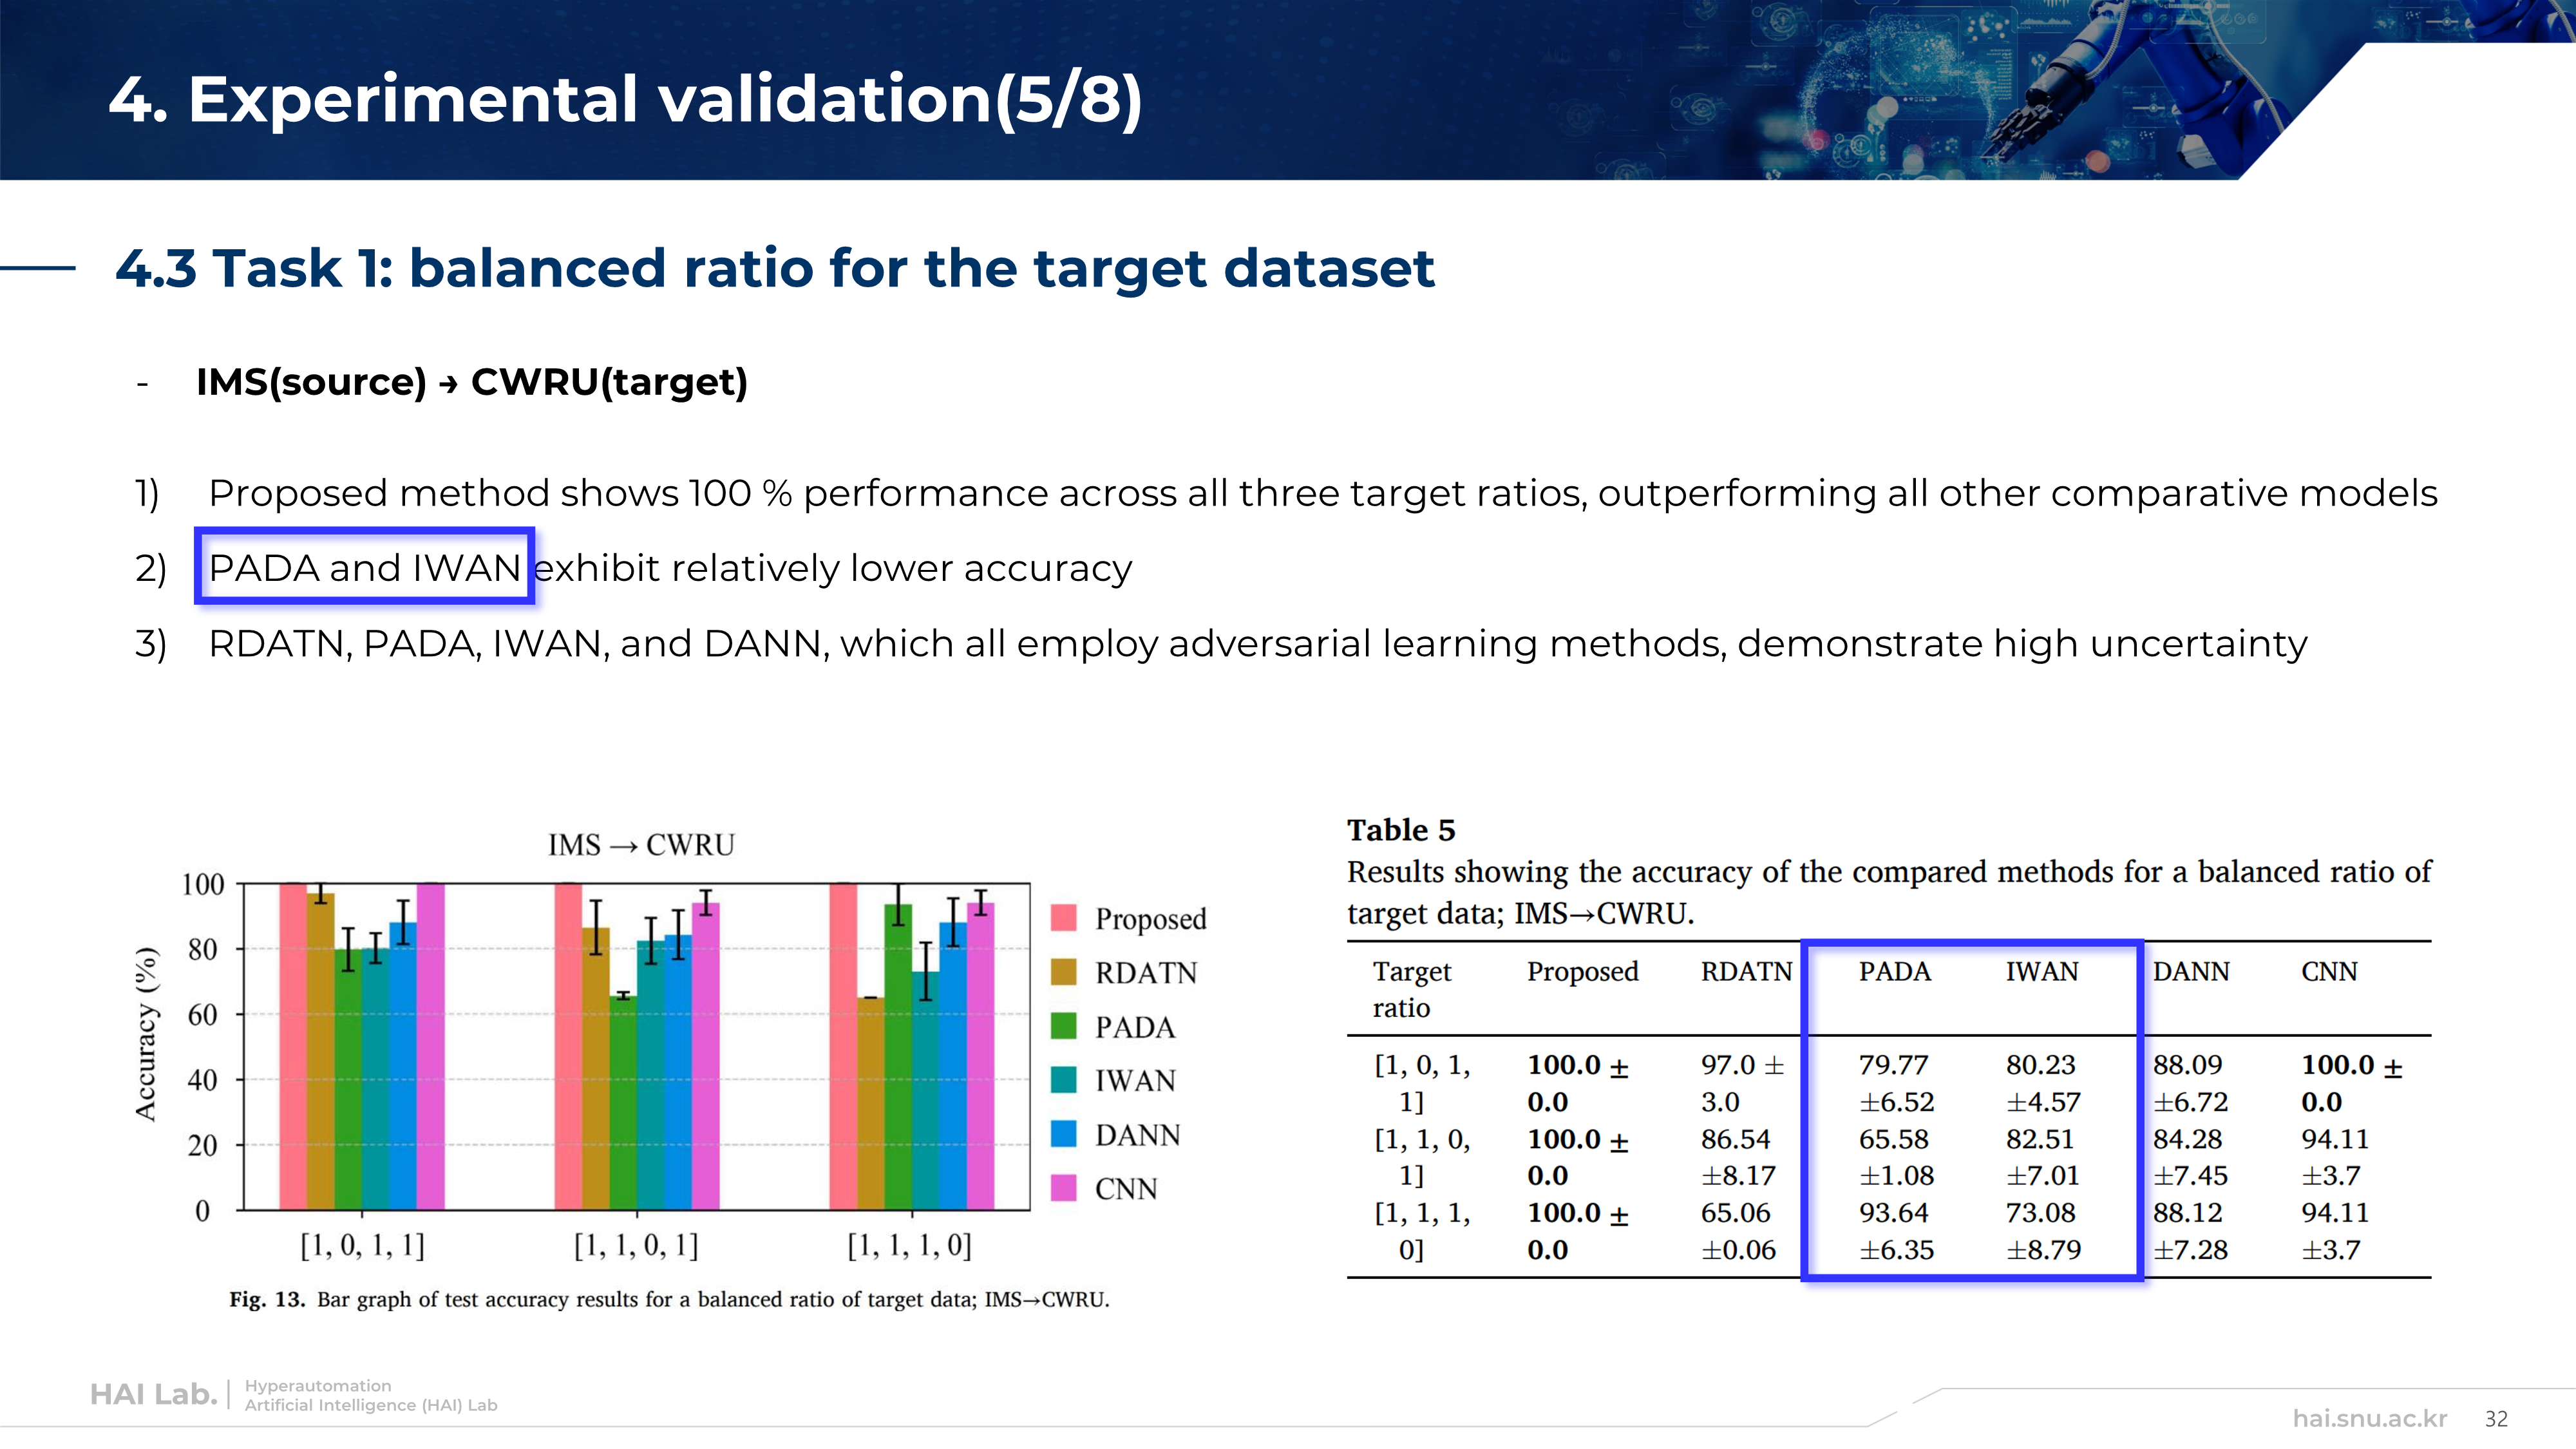 4. Experimental validation(5/8)
4.3 Task 1: balanced ratio for the target dataset
- IMS(source) → CWRU(target)
1) Proposed method shows 100 % performance across all three target ratios, outperforming all other comparative models
2) PADA and IWAN exhibit relatively lower accuracy
3) RDATN, PADA, IWAN, and DANN, which all employ adversarial learning methods, demonstrate high uncertainty
IMS → CWRU
Accuracy (%)
100
80
60
40
20
0
[1, 0, 1, 1] [1, 1, 0, 1] [1, 1, 1, 0]
Proposed
RDATN
PADA
IWAN
DANN
CNN
Fig. 13. Bar graph of test accuracy results for a balanced ratio of target data; IMS→CWRU.
Table 5
Results showing the accuracy of the compared methods for a balanced ratio of
target data; IMS→CWRU.
Target Proposed RDATN PADA IWAN DANN CNN
ratio
[1, 0, 1, 100.0 ± 97.0 ± 79.77 80.23 88.09 100.0 ±
1] 0.0 3.0 ±6.52 ±4.57 ±6.72 0.0
[1, 1, 0, 100.0 ± 86.54 65.58 82.51 84.28 94.11
1] 0.0 ±8.17 ±1.08 ±7.01 ±7.45 ±3.7
[1, 1, 1, 100.0 ± 65.06 93.64 73.08 88.12 94.11
0] 0.0 ±0.06 ±6.35 ±8.79 ±7.28 ±3.7
HAI Lab.
Hyperautomation
Artificial Intelligence (HAI) Lab
hai.snu.ac.kr 32